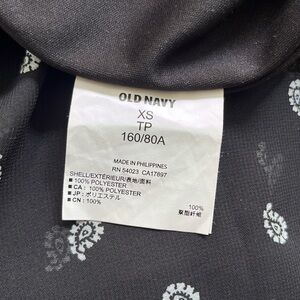 OLD NAVY
XS
TP
160/80A
MADE IN PHILIPPINES
RN 54023 CA17897
SHELL/EXTÉRIEUR/表地/面料
■ 100% POLYESTER
■ CA : 100% POLYESTER
■ JP : ポリエステル
■ CN : 100%
100%
聚酯纤维